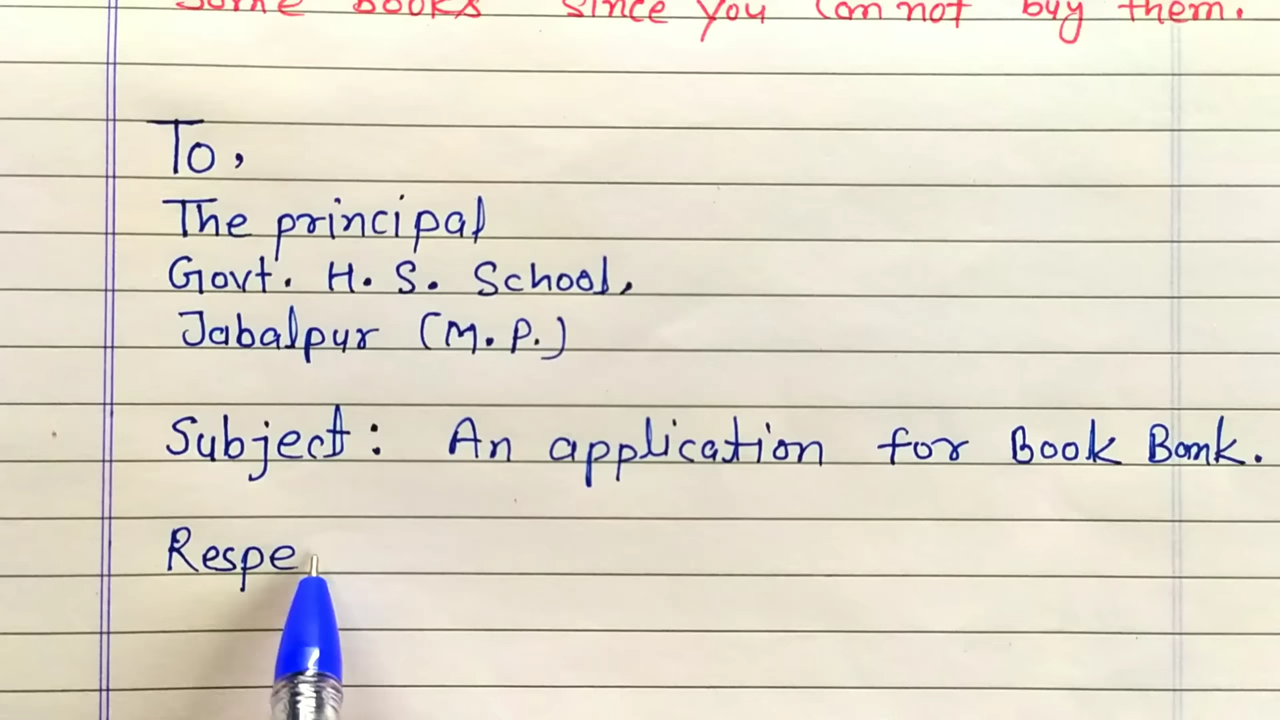 Some books since you can not buy them.
To,
The principal
Govt. H. S. School,
Jabalpur (M.P.)
Subject: An application for Book Bank.
Respe